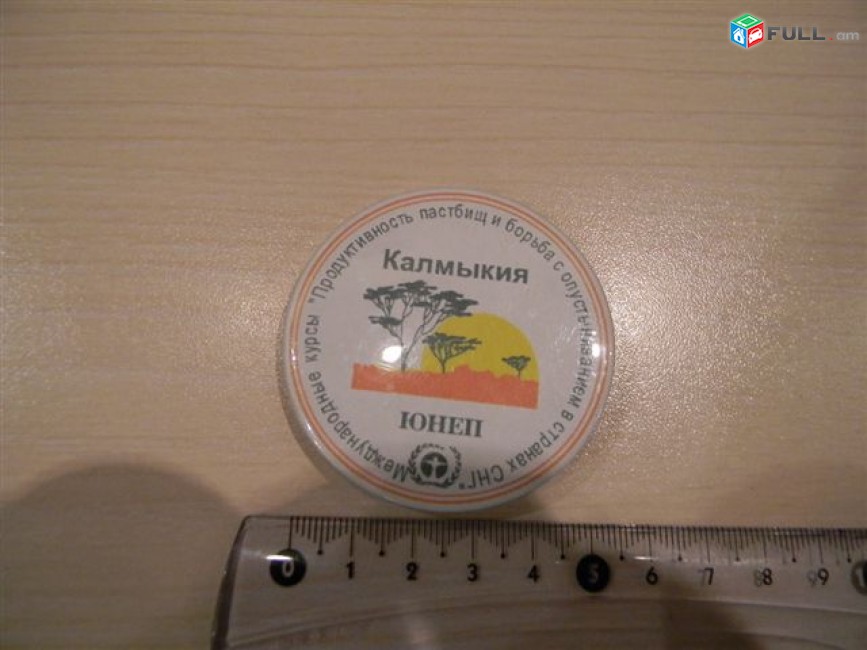 FULL.am
Международные курсы "Продуктивность пастбищ и борьба с опустыниванием в странах СНГ"
Калмыкия
ЮНЕП
0 1 2 3 4 5 6 7 8 9 1